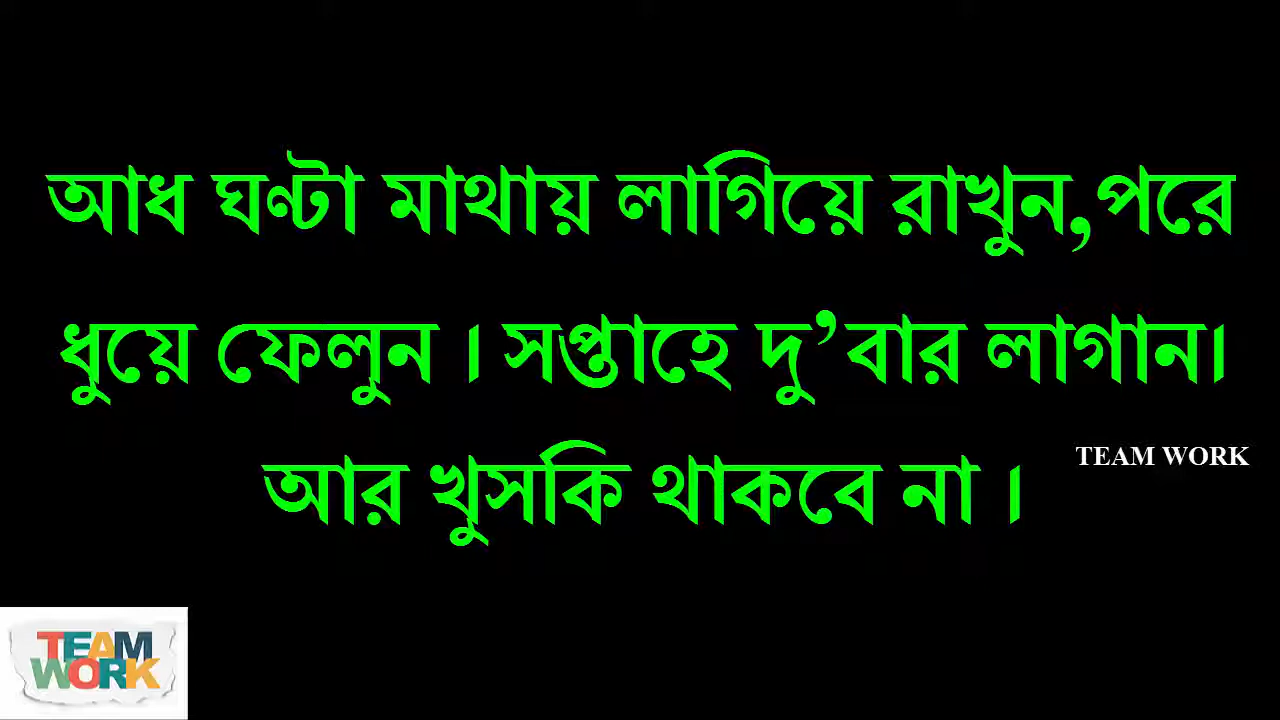 আধ ঘণ্টা মাথায় লাগিয়ে রাখুন,পরে
ধুয়ে ফেলুন । সপ্তাহে দু’বার লাগান।
আর খুসকি থাকবে না ।
TEAM WORK
TEAM
WORK